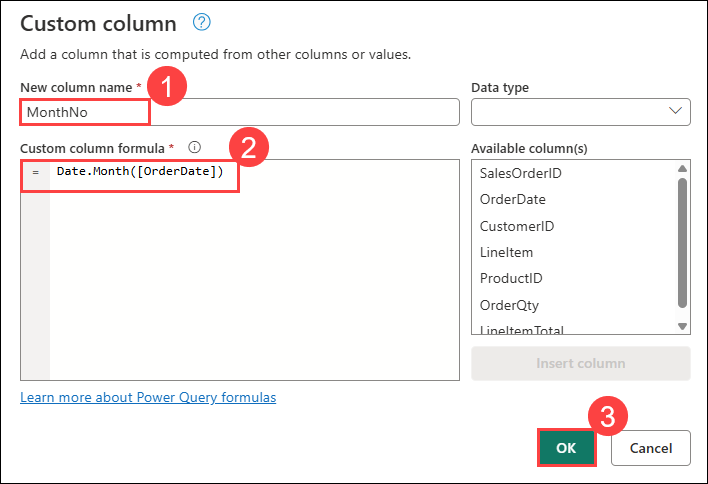 Custom column ?
Add a column that is computed from other columns or values.
New column name * 1
MonthNo
Data type
Custom column formula * 2
= Date.Month([OrderDate])
Available column(s)
SalesOrderID
OrderDate
CustomerID
LineItem
ProductID
OrderQty
LineItemTotal
Insert column
Learn more about Power Query formulas
3
OK
Cancel